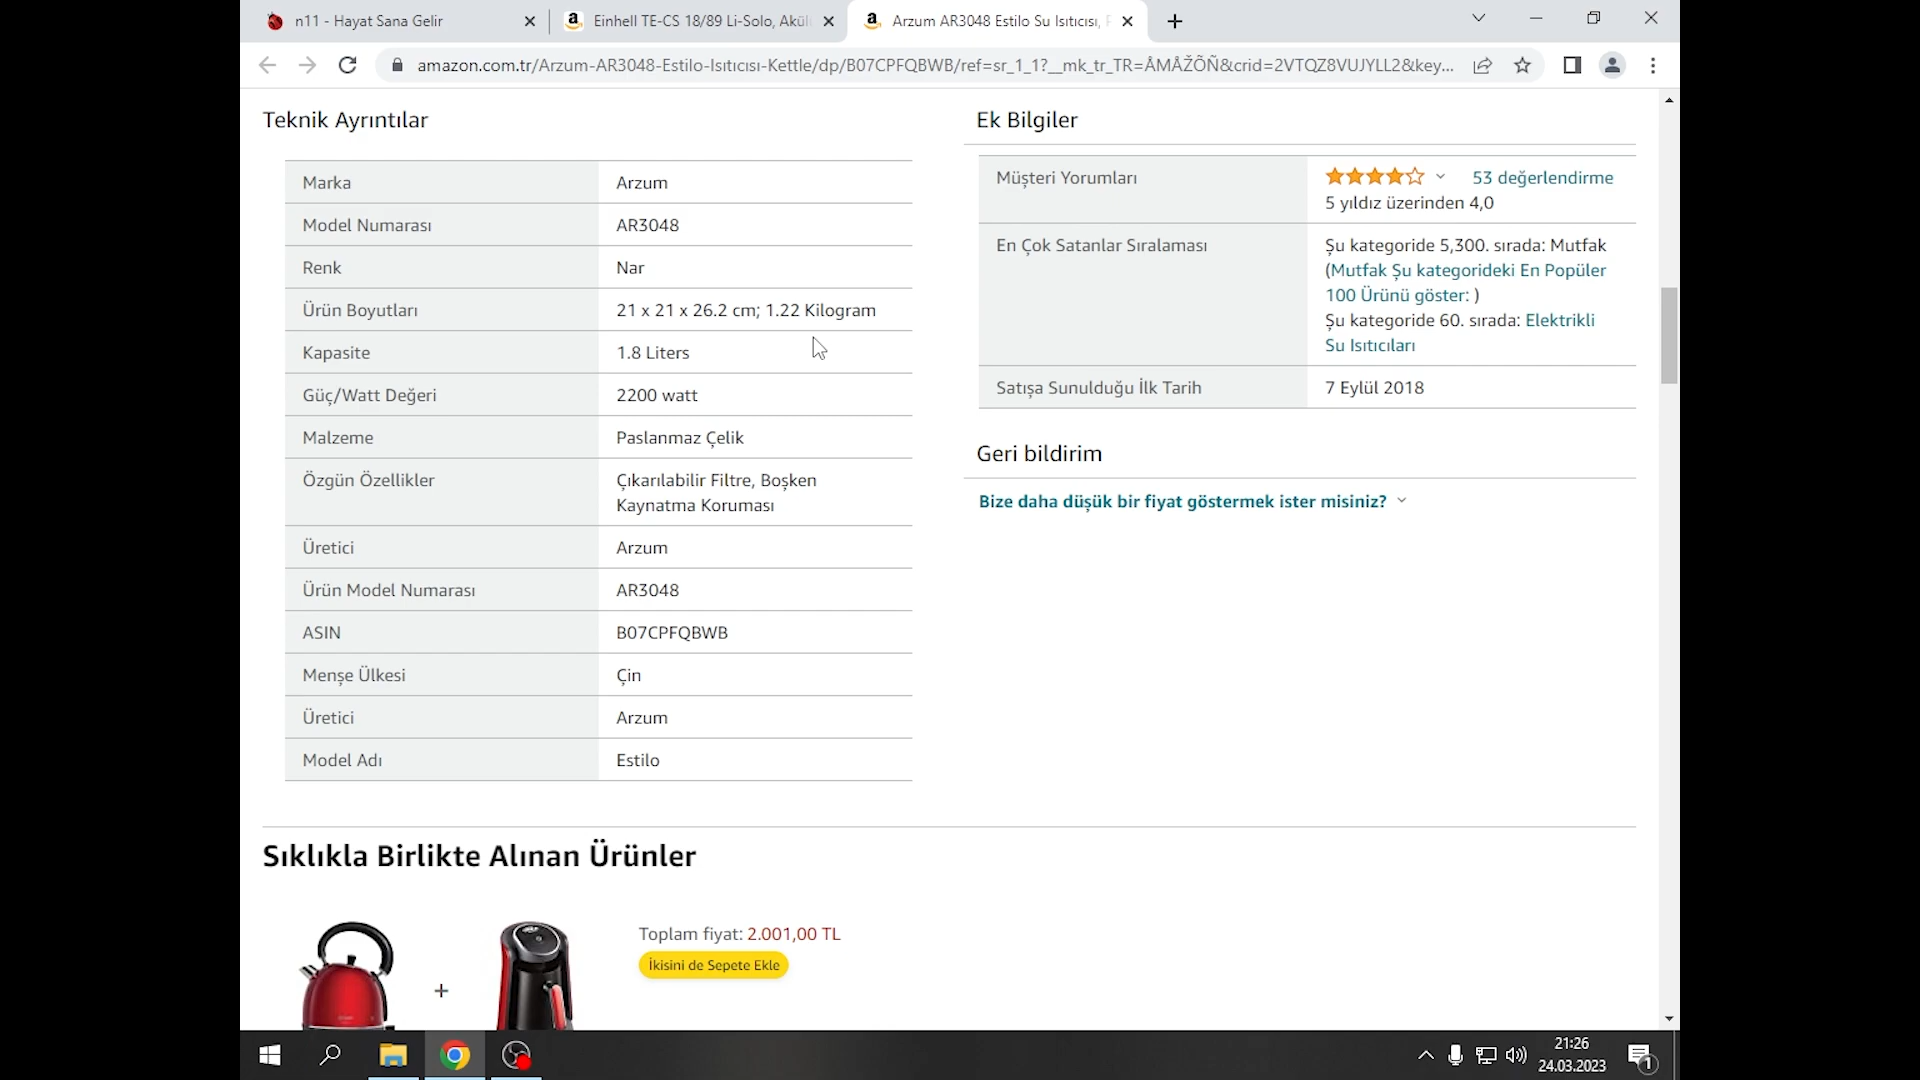 n11 - Hayat Sana Gelir
Einhell TE-CS 18/89 Li-Solo, Akül
Arzum AR3048 Estilo Su Isıtıcısı, P
amazon.com.tr/Arzum-AR3048-Estilo-Isıtıcısı-Kettle/dp/B07CPFQBWB/ref=sr_1_1?__mk_tr_TR=ÅMÅŽÕÑ&crid=2VTQZ8VUJYLL2&key...
Teknik Ayrıntılar
Marka Arzum
Model Numarası AR3048
Renk Nar
Ürün Boyutları 21 x 21 x 26.2 cm; 1.22 Kilogram
Kapasite 1.8 Liters
Güç/Watt Değeri 2200 watt
Malzeme Paslanmaz Çelik
Özgün Özellikler Çıkarılabilir Filtre, Boşken
Kaynatma Koruması
Üretici Arzum
Ürün Model Numarası AR3048
ASIN B07CPFQBWB
Menşe Ülkesi Çin
Üretici Arzum
Model Adı Estilo
Ek Bilgiler
Müşteri Yorumları 53 değerlendirme
5 yıldız üzerinden 4,0
En Çok Satanlar Sıralaması Şu kategoride 5,300. sırada: Mutfak
(Mutfak Şu kategorideki En Popüler
100 Ürünü göster: )
Şu kategoride 60. sırada: Elektrikli
Su Isıtıcıları
Satışa Sunulduğu İlk Tarih 7 Eylül 2018
Geri bildirim
Bize daha düşük bir fiyat göstermek ister misiniz?
Sıklıkla Birlikte Alınan Ürünler
+
Toplam fiyat: 2.001,00 TL
İkisini de Sepete Ekle
21:26
24.03.2023
1